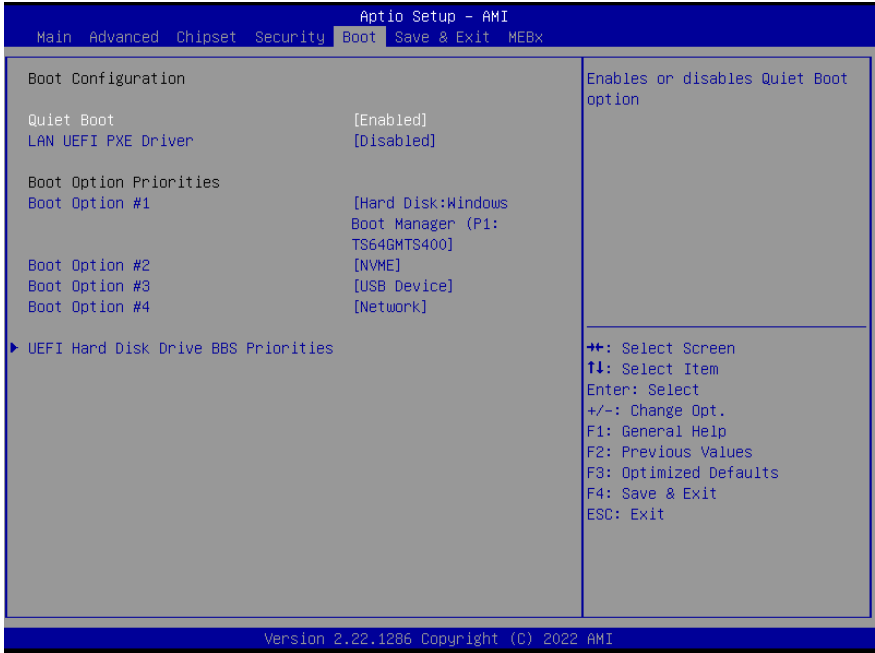 Aptio Setup – AMI
Main Advanced Chipset Security Boot Save & Exit MEBx
Boot Configuration
Quiet Boot [Enabled]
LAN UEFI PXE Driver [Disabled]
Boot Option Priorities
Boot Option #1 [Hard Disk:Windows
Boot Manager (P1:
TS64GMTS400]
Boot Option #2 [NVME]
Boot Option #3 [USB Device]
Boot Option #4 [Network]
▶ UEFI Hard Disk Drive BBS Priorities
Enables or disables Quiet Boot
option
→←: Select Screen
↑↓: Select Item
Enter: Select
+/-: Change Opt.
F1: General Help
F2: Previous Values
F3: Optimized Defaults
F4: Save & Exit
ESC: Exit
Version 2.22.1286 Copyright (C) 2022 AMI